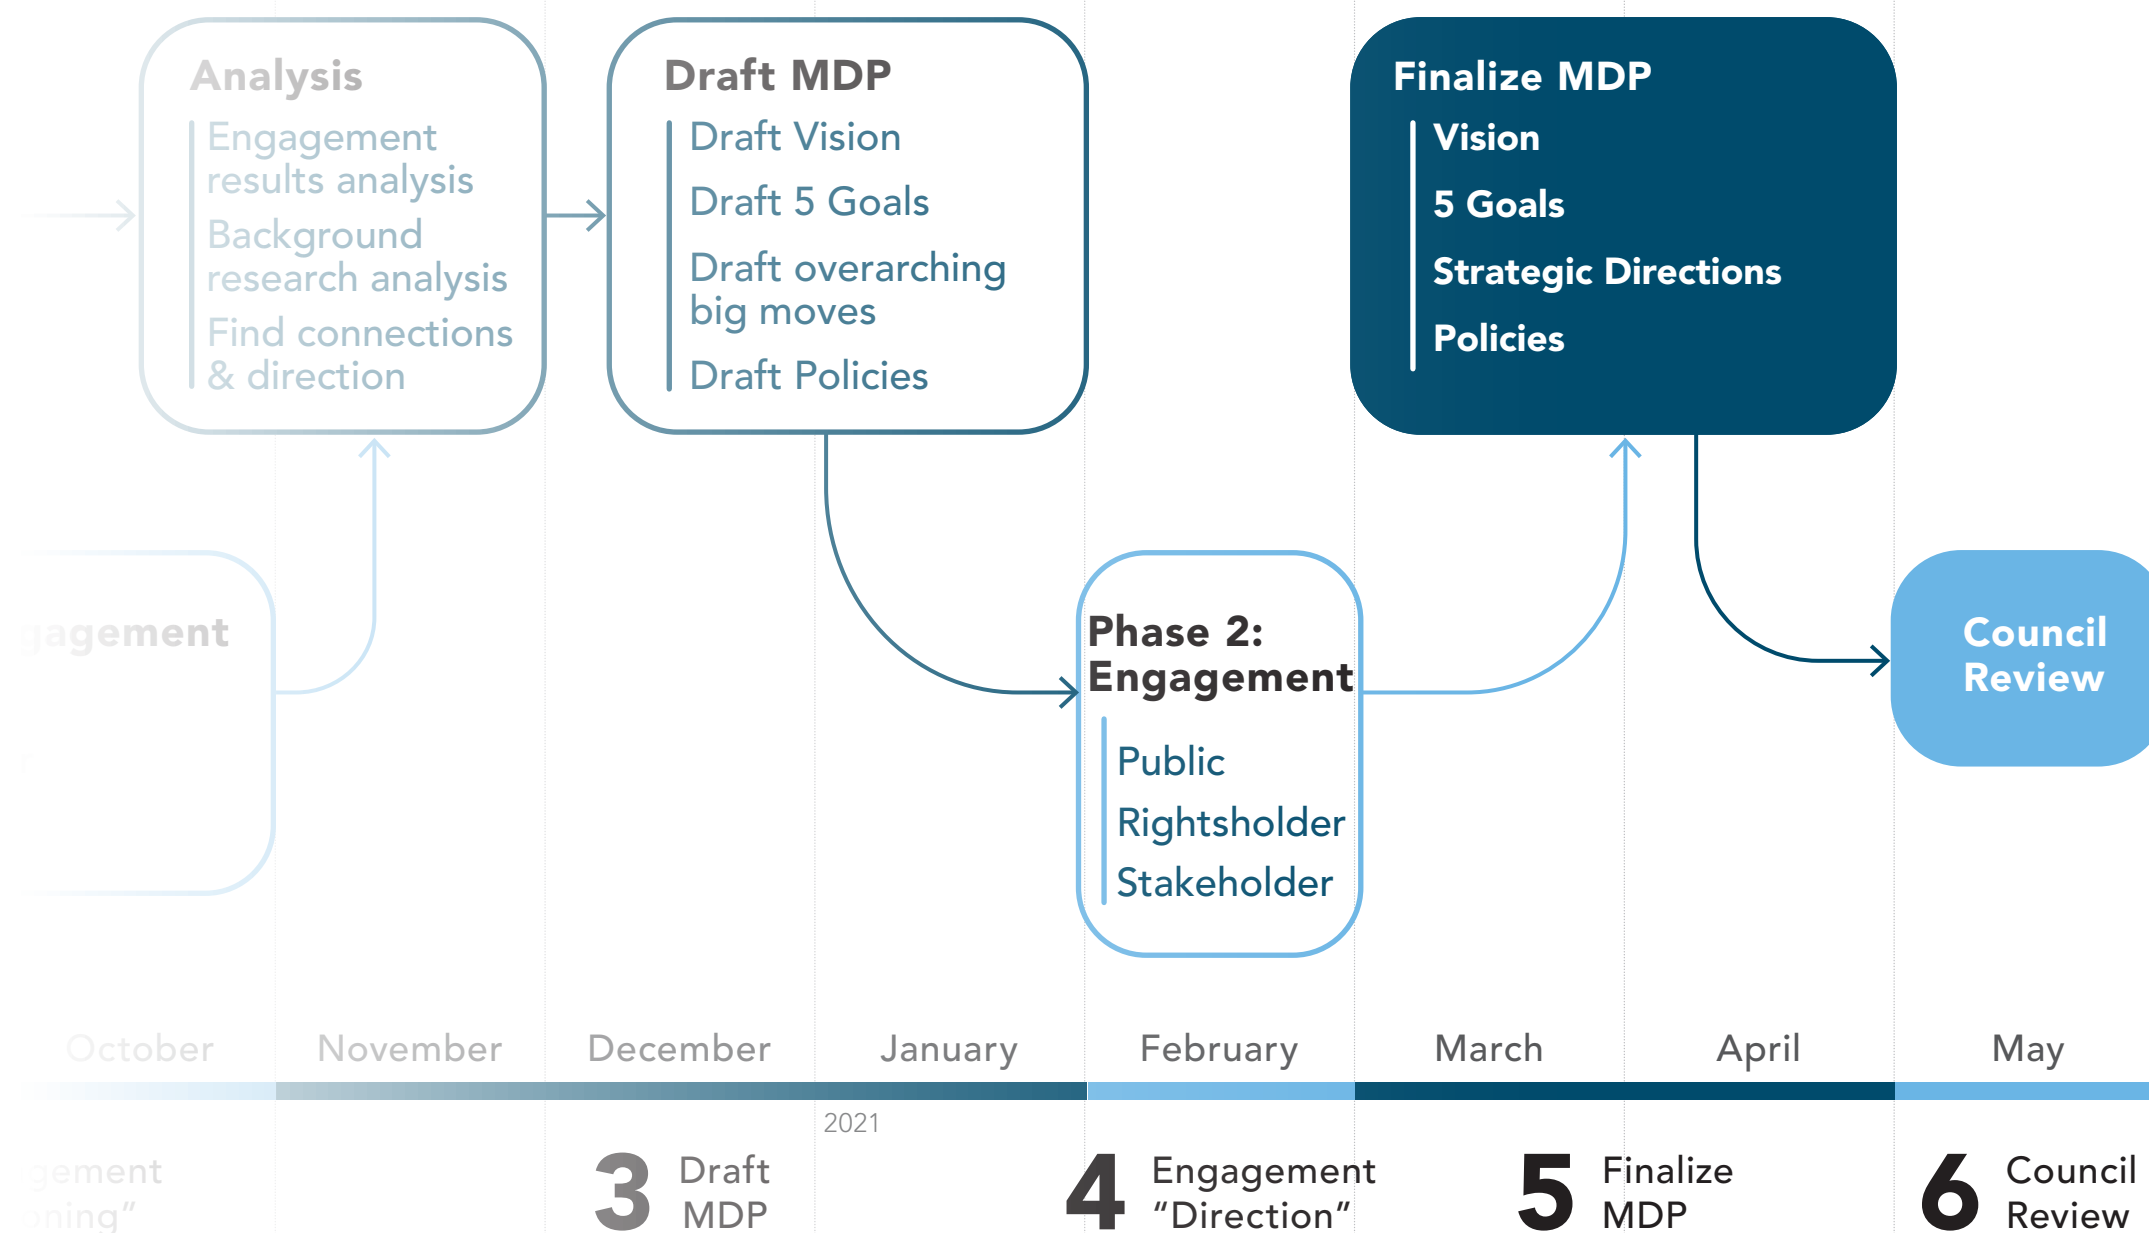 Analysis
Engagement
results analysis
Background
research analysis
Find connections
& direction
Draft MDP
Draft Vision
Draft 5 Goals
Draft overarching
big moves
Draft Policies
Finalize MDP
Vision
5 Goals
Strategic Directions
Policies
gagement
Phase 2:
Engagement
Public
Rightsholder
Stakeholder
Council
Review
October November December January February March April May
2021
gement
oning”
3 Draft
MDP
4 Engagement
“Direction”
5 Finalize
MDP
6 Council
Review